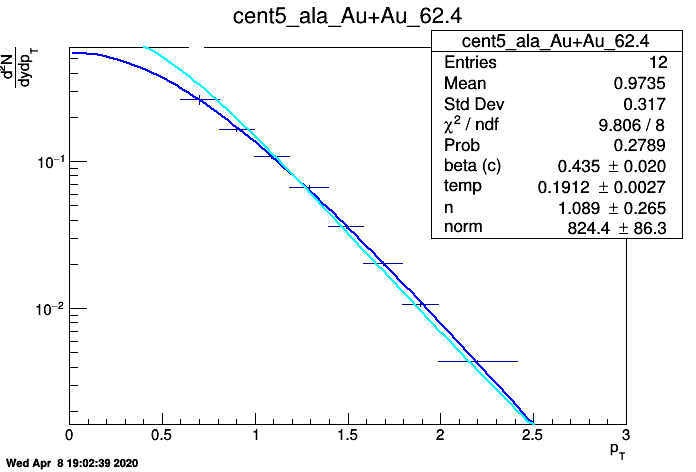 cent5_ala_Au+Au_62.4
cent5_ala_Au+Au_62.4
Entries 12
Mean 0.9735
Std Dev 0.317
χ² / ndf 9.806 / 8
Prob 0.2789
beta (c) 0.435 ± 0.020
temp 0.1912 ± 0.0027
n 1.089 ± 0.265
norm 824.4 ± 86.3
d²N
dydp_T
10⁻¹
10⁻²
0 0.5 1 1.5 2 2.5 3
p_T
Wed Apr 8 19:02:39 2020